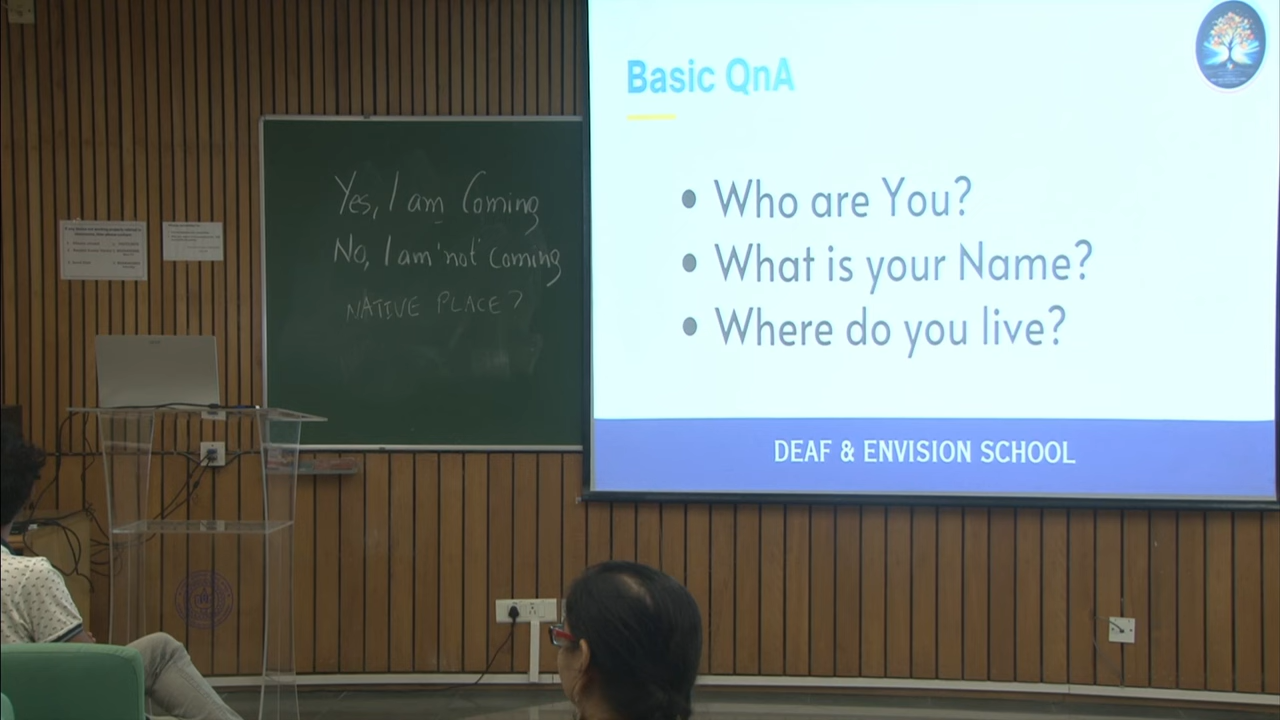 Yes, I am Coming
No, I am 'not' coming
NATIVE PLACE?
Basic QnA
• Who are You?
• What is your Name?
• Where do you live?
DEAF & ENVISION SCHOOL